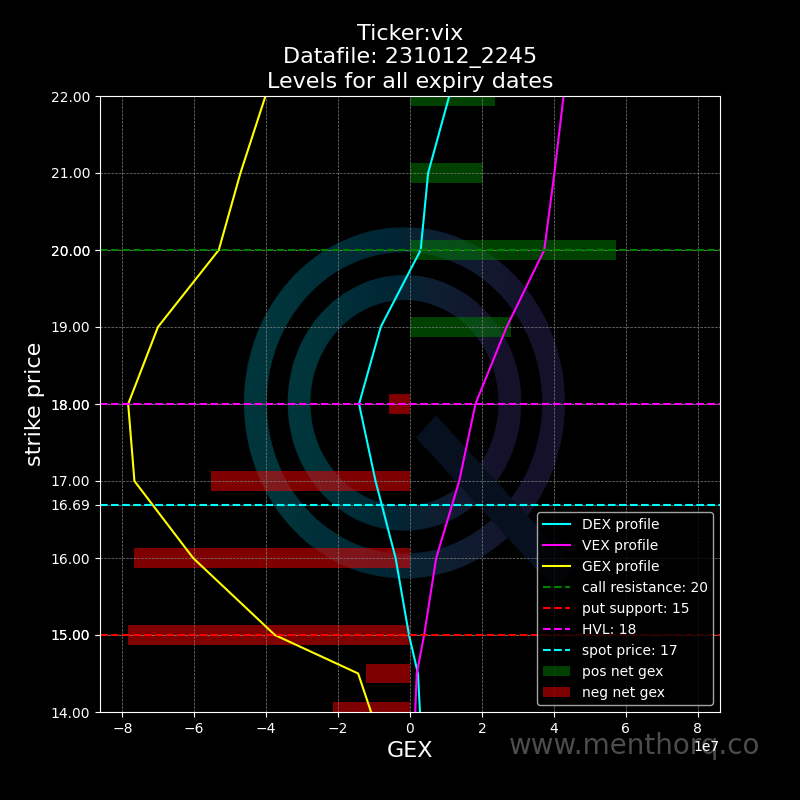 Ticker:vix
Datafile: 231012_2245
Levels for all expiry dates
22.00
21.00
20.00
19.00
18.00
17.00
16.69
16.00
15.00
14.00
strike price
DEX profile
VEX profile
GEX profile
call resistance: 20
put support: 15
HVL: 18
spot price: 17
pos net gex
neg net gex
−8 −6 −4 −2 0 2 4 6 8
1e7
GEX
www.menthorq.co